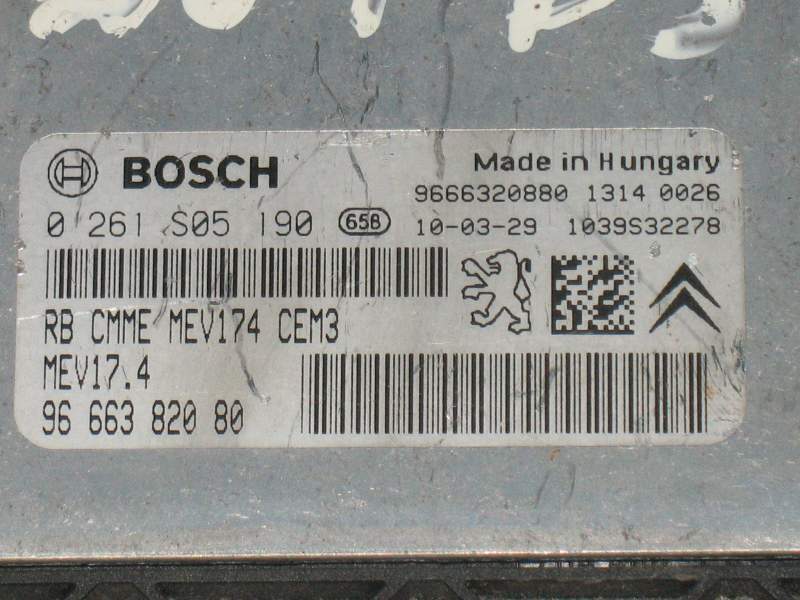 BOSCH
Made in Hungary
9666320880 1314 0026
0 261 S05 190 65B
10-03-29 1039S32278
RB CMME MEV174 CEM3
MEV17.4
96 663 820 80